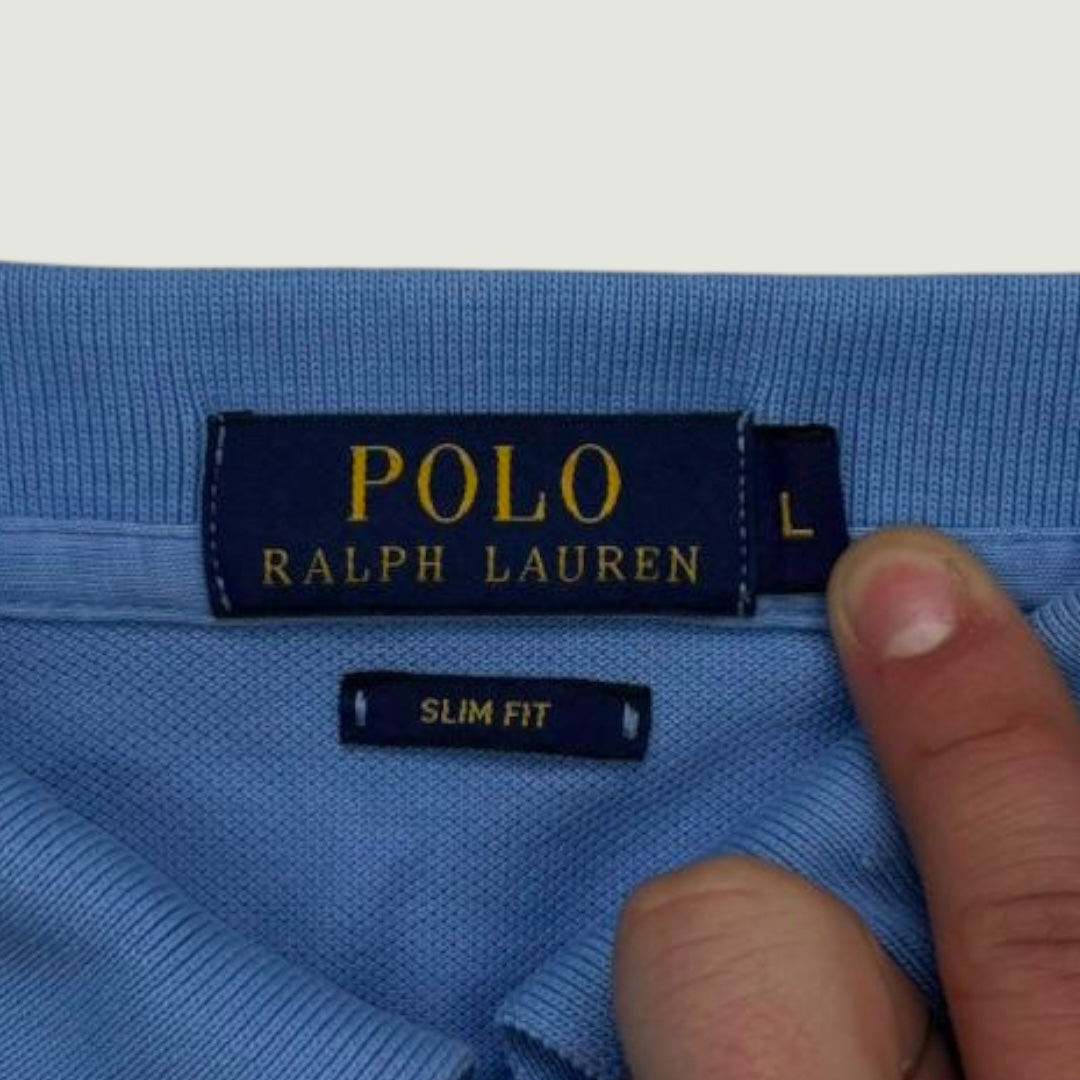 POLO
RALPH LAUREN
L
SLIM FIT